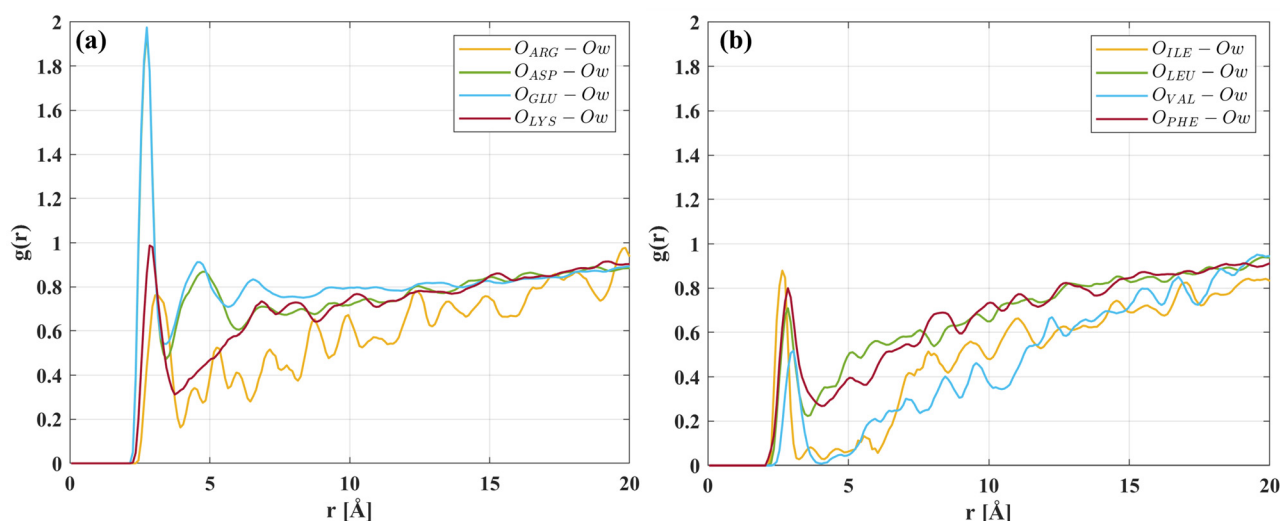 (a)
O_ARG − Ow
O_ASP − Ow
O_GLU − Ow
O_LYS − Ow
2
1.8
1.6
1.4
1.2
1
0.8
0.6
0.4
0.2
0
g(r)
0 5 10 15 20
r [Å]
(b)
O_ILE − Ow
O_LEU − Ow
O_VAL − Ow
O_PHE − Ow
2
1.8
1.6
1.4
1.2
1
0.8
0.6
0.4
0.2
0
g(r)
0 5 10 15 20
r [Å]